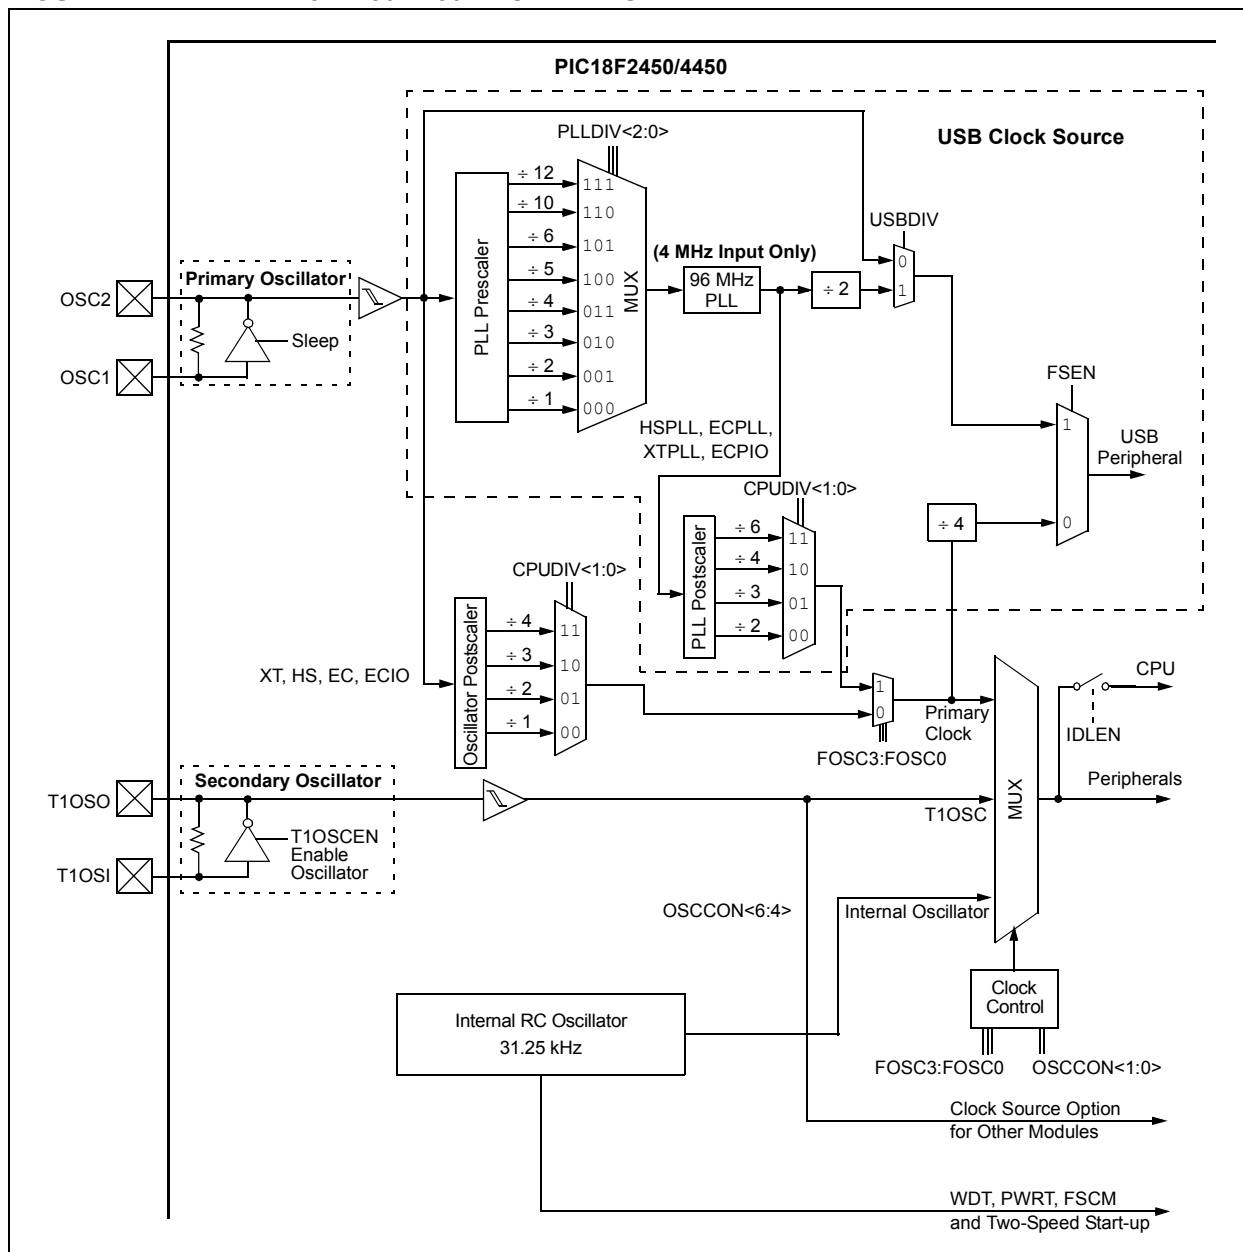 PIC18F2450/4450
PLLDIV<2:0>
USB Clock Source
÷ 12
111
÷ 10
110
÷ 6
101
÷ 5
100
÷ 4
011
÷ 3
010
÷ 2
001
÷ 1
000
PLL Prescaler
MUX
USBDIV
(4 MHz Input Only)
96 MHz
PLL
÷ 2
0
1
Primary Oscillator
OSC2
Sleep
OSC1
FSEN
1
USB
Peripheral
0
HSPLL, ECPLL,
XTPLL, ECPIO
CPUDIV<1:0>
÷ 4
÷ 6
11
÷ 4
10
÷ 3
01
÷ 2
00
PLL Postscaler
CPUDIV<1:0>
÷ 4
11
÷ 3
10
÷ 2
01
÷ 1
00
Oscillator Postscaler
XT, HS, EC, ECIO
1
0
Primary
Clock
FOSC3:FOSC0
CPU
IDLEN
Peripherals
MUX
Secondary Oscillator
T1OSO
T1OSCEN
Enable
Oscillator
T1OSI
T1OSC
OSCCON<6:4>
Internal Oscillator
Clock
Control
FOSC3:FOSC0
OSCCON<1:0>
Internal RC Oscillator
31.25 kHz
Clock Source Option
for Other Modules
WDT, PWRT, FSCM
and Two-Speed Start-up